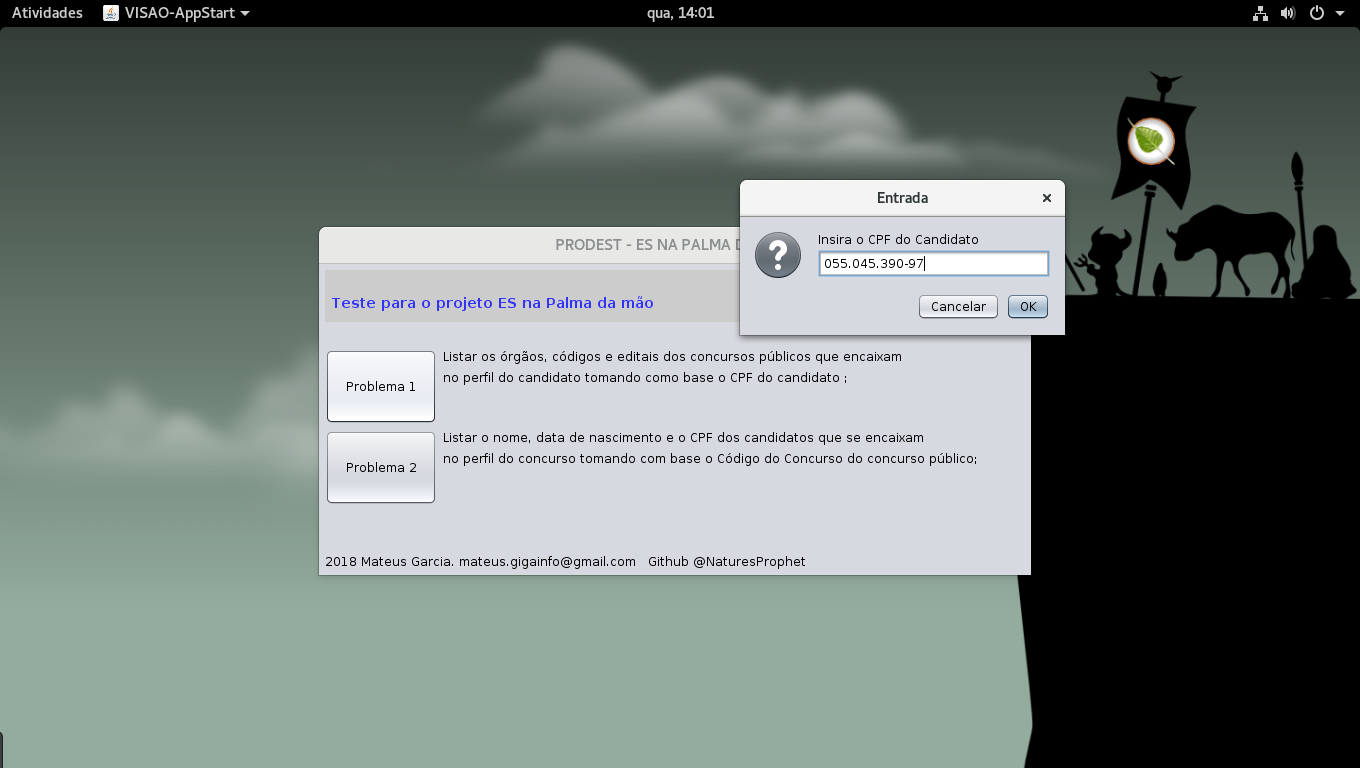 Atividades VISAO-AppStart qua, 14:01
Entrada
Insira o CPF do Candidato
055.045.390-97
Cancelar OK
PRODEST - ES NA PALMA
Teste para o projeto ES na Palma da mão
Problema 1
Listar os órgãos, códigos e editais dos concursos públicos que encaixam
no perfil do candidato tomando como base o CPF do candidato ;
Problema 2
Listar o nome, data de nascimento e o CPF dos candidatos que se encaixam
no perfil do concurso tomando com base o Código do Concurso do concurso público;
2018 Mateus Garcia. mateus.gigainfo@gmail.com Github @NaturesProphet